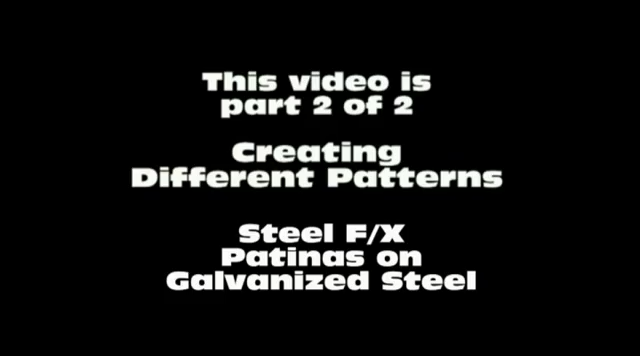 This video is
part 2 of 2
Creating
Different Patterns
Steel F/X
Patinas on
Galvanized Steel